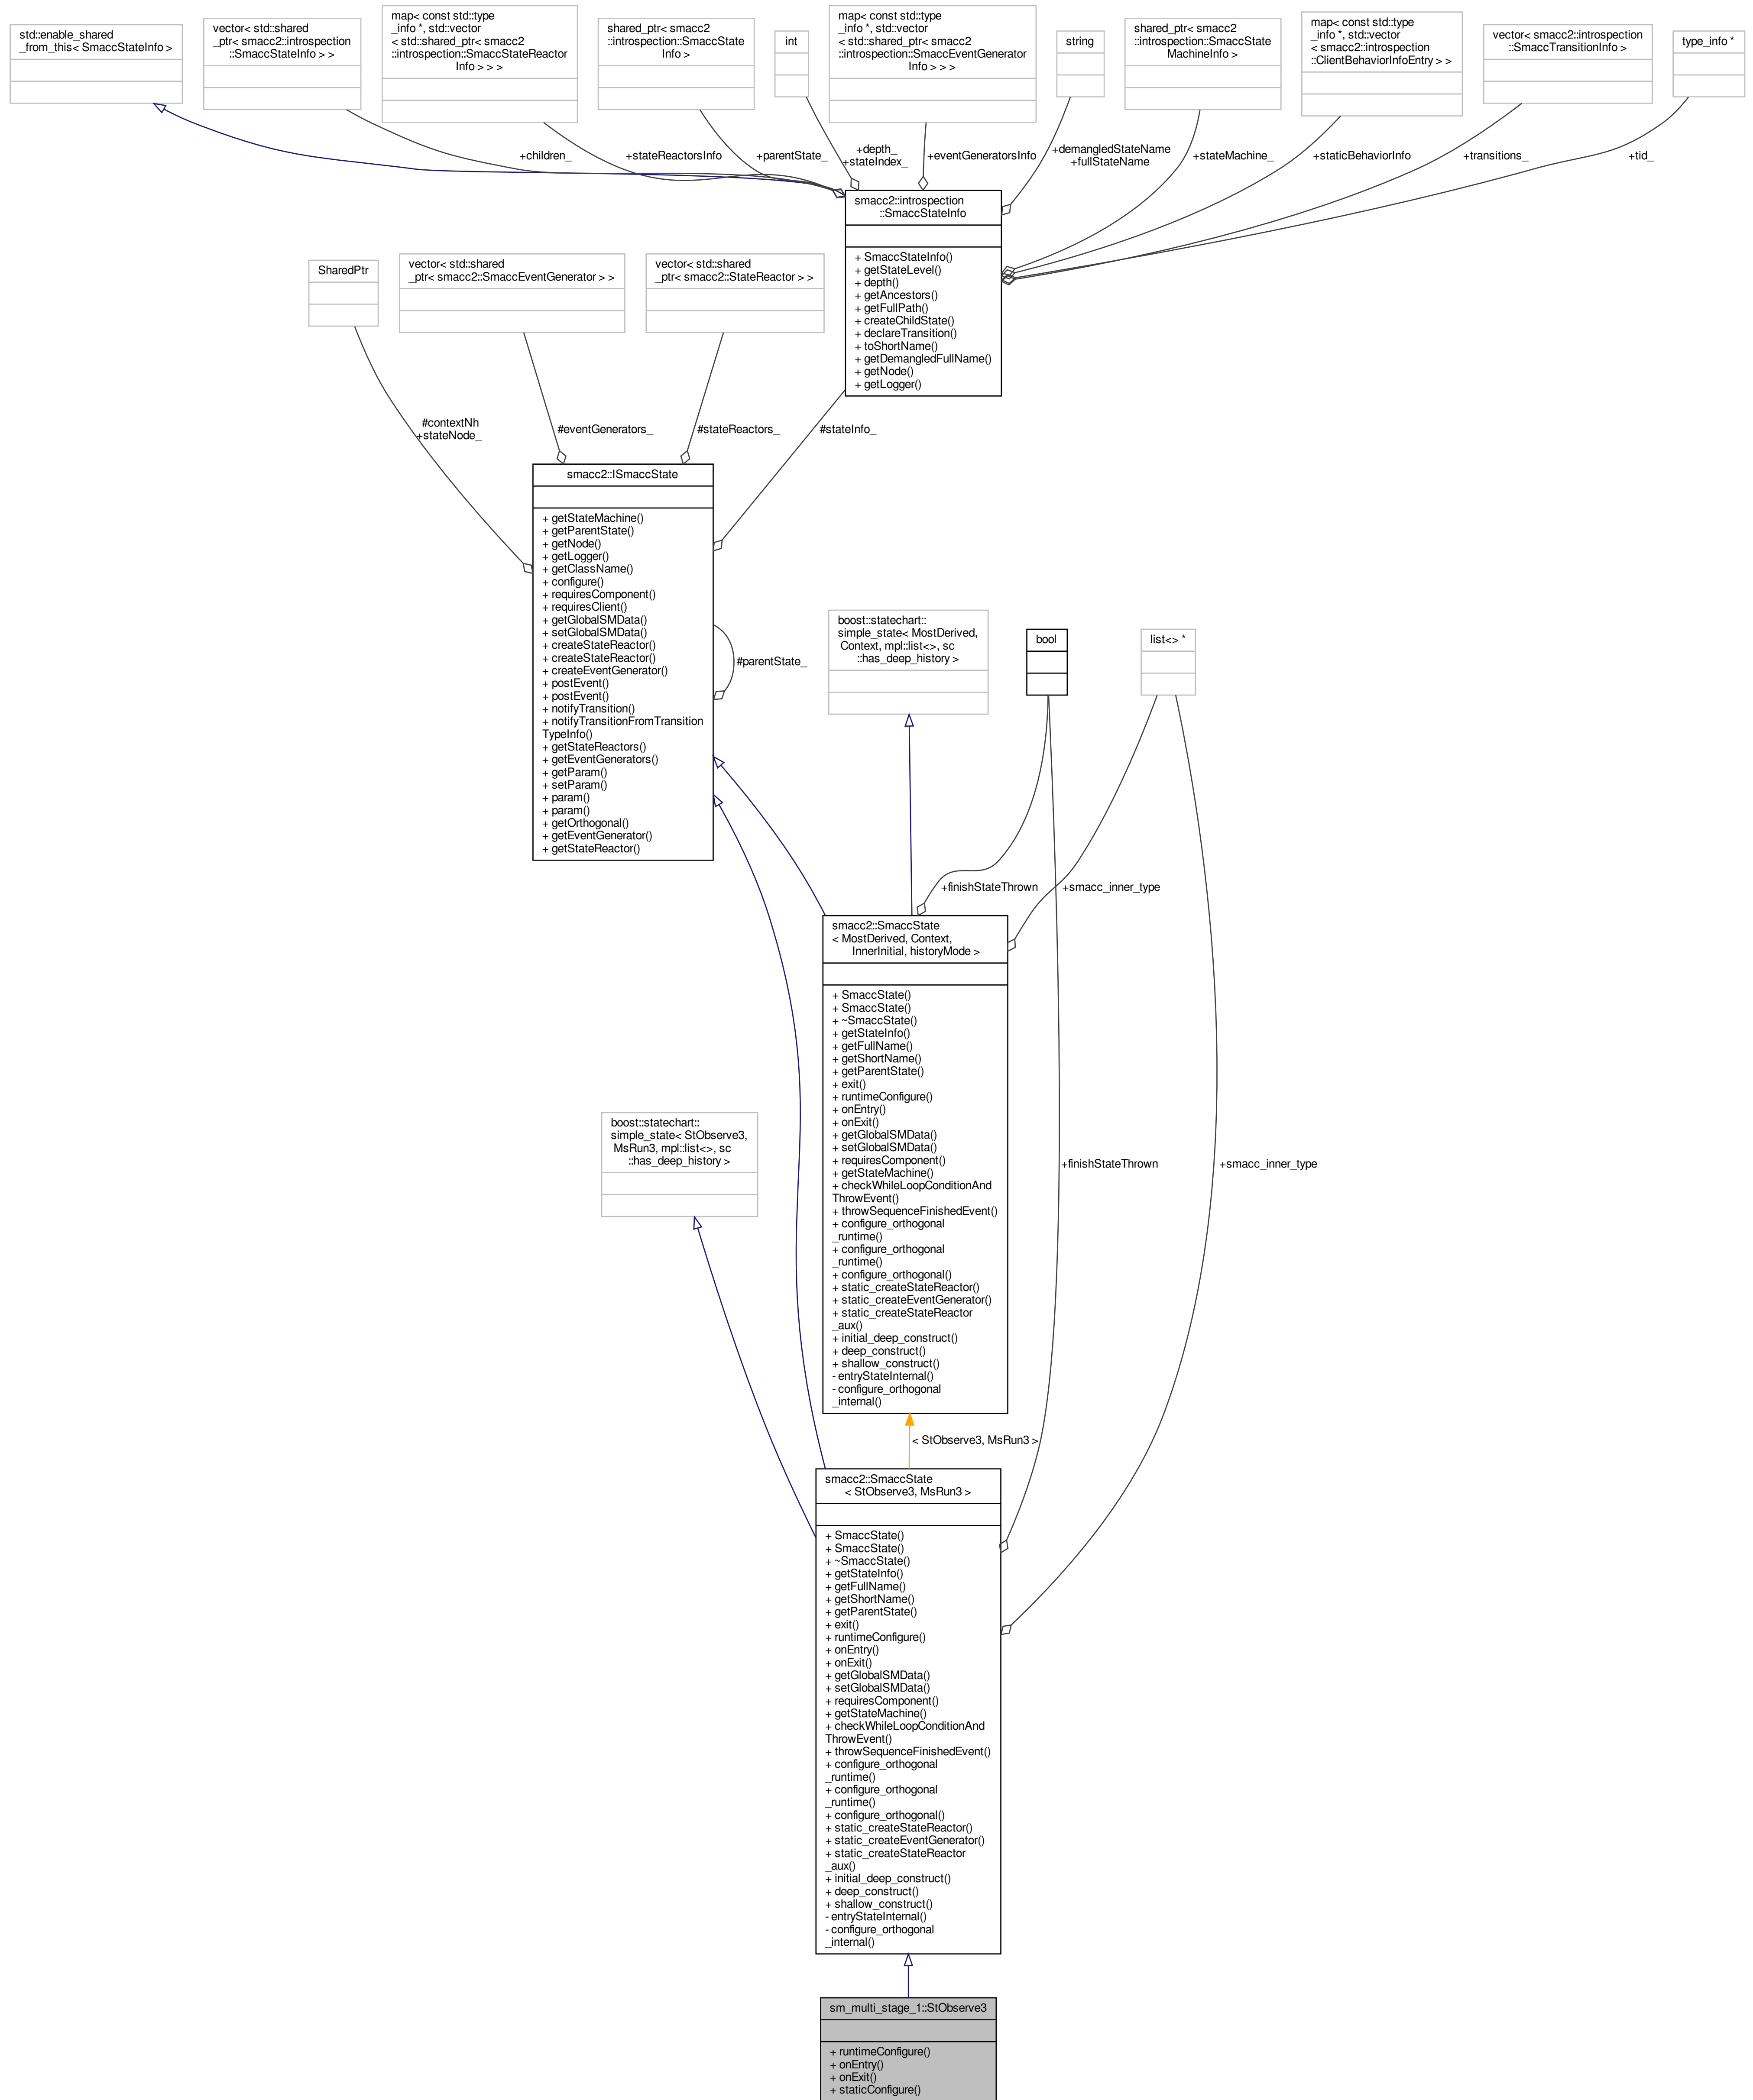 std::enable_shared
_from_this< SmaccStateInfo >
vector< std::shared
_ptr< smacc2::introspection
::SmaccStateInfo > >
map< const std::type
_info *, std::vector
< std::shared_ptr< smacc2
::introspection::SmaccStateReactor
Info > > >
shared_ptr< smacc2
::introspection::SmaccState
Info >
int
map< const std::type
_info *, std::vector
< std::shared_ptr< smacc2
::introspection::SmaccEventGenerator
Info > > >
string
shared_ptr< smacc2
::introspection::SmaccState
MachineInfo >
map< const std::type
_info *, std::vector
< smacc2::introspection
::ClientBehaviorInfoEntry > >
vector< smacc2::introspection
::SmaccTransitionInfo >
type_info *
+children_
+stateReactorsInfo
+parentState_
+depth_
+stateIndex_
+eventGeneratorsInfo
+demangledStateName
+fullStateName
+stateMachine_
+staticBehaviorInfo
+transitions_
+tid_
smacc2::introspection
::SmaccStateInfo
+ SmaccStateInfo()
+ getStateLevel()
+ depth()
+ getAncestors()
+ getFullPath()
+ createChildState()
+ declareTransition()
+ toShortName()
+ getDemangledFullName()
+ getNode()
+ getLogger()
SharedPtr
vector< std::shared
_ptr< smacc2::SmaccEventGenerator > >
vector< std::shared
_ptr< smacc2::StateReactor > >
#contextNh
+stateNode_
#eventGenerators_
#stateReactors_
#stateInfo_
smacc2::ISmaccState
+ getStateMachine()
+ getParentState()
+ getNode()
+ getLogger()
+ getClassName()
+ configure()
+ requiresComponent()
+ requiresClient()
+ getGlobalSMData()
+ setGlobalSMData()
+ createStateReactor()
+ createStateReactor()
+ createEventGenerator()
+ postEvent()
+ postEvent()
+ notifyTransition()
+ notifyTransitionFromTransition
TypeInfo()
+ getStateReactors()
+ getEventGenerators()
+ getParam()
+ setParam()
+ param()
+ param()
+ getOrthogonal()
+ getEventGenerator()
+ getStateReactor()
#parentState_
boost::statechart::
simple_state< MostDerived,
Context, mpl::list<>, sc
::has_deep_history >
bool
list<> *
+finishStateThrown
+smacc_inner_type
smacc2::SmaccState
< MostDerived, Context,
InnerInitial, historyMode >
+ SmaccState()
+ SmaccState()
+ ~SmaccState()
+ getStateInfo()
+ getFullName()
+ getShortName()
+ getParentState()
+ exit()
+ runtimeConfigure()
+ onEntry()
+ onExit()
+ getGlobalSMData()
+ setGlobalSMData()
+ requiresComponent()
+ getStateMachine()
+ checkWhileLoopConditionAnd
ThrowEvent()
+ throwSequenceFinishedEvent()
+ configure_orthogonal
_runtime()
+ configure_orthogonal
_runtime()
+ configure_orthogonal()
+ static_createStateReactor()
+ static_createEventGenerator()
+ static_createStateReactor
_aux()
+ initial_deep_construct()
+ deep_construct()
+ shallow_construct()
- entryStateInternal()
- configure_orthogonal
_internal()
boost::statechart::
simple_state< StObserve3,
MsRun3, mpl::list<>, sc
::has_deep_history >
+finishStateThrown
+smacc_inner_type
< StObserve3, MsRun3 >
smacc2::SmaccState
< StObserve3, MsRun3 >
+ SmaccState()
+ SmaccState()
+ ~SmaccState()
+ getStateInfo()
+ getFullName()
+ getShortName()
+ getParentState()
+ exit()
+ runtimeConfigure()
+ onEntry()
+ onExit()
+ getGlobalSMData()
+ setGlobalSMData()
+ requiresComponent()
+ getStateMachine()
+ checkWhileLoopConditionAnd
ThrowEvent()
+ throwSequenceFinishedEvent()
+ configure_orthogonal
_runtime()
+ configure_orthogonal
_runtime()
+ configure_orthogonal()
+ static_createStateReactor()
+ static_createEventGenerator()
+ static_createStateReactor
_aux()
+ initial_deep_construct()
+ deep_construct()
+ shallow_construct()
- entryStateInternal()
- configure_orthogonal
_internal()
sm_multi_stage_1::StObserve3
+ runtimeConfigure()
+ onEntry()
+ onExit()
+ staticConfigure()